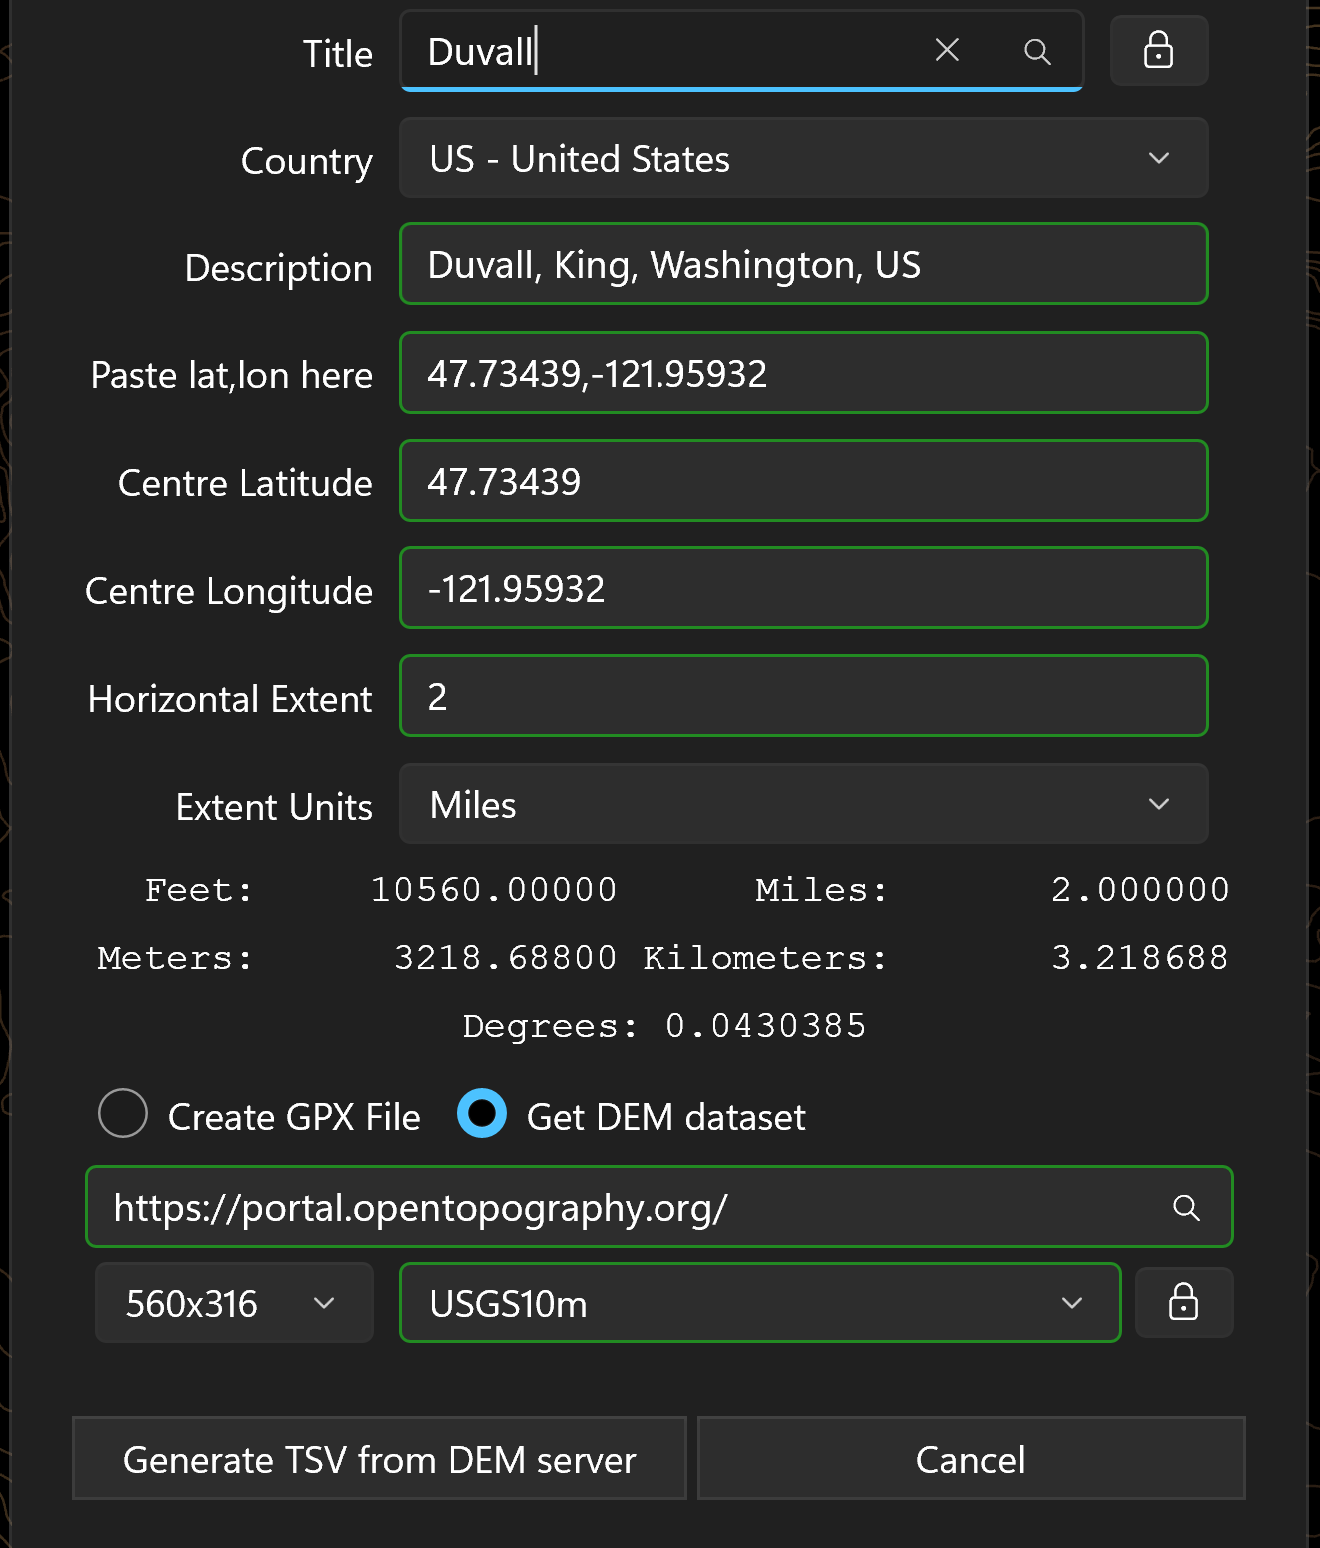 Title Duvall
Country US - United States
Description Duvall, King, Washington, US
Paste lat,lon here 47.73439,-121.95932
Centre Latitude 47.73439
Centre Longitude -121.95932
Horizontal Extent 2
Extent Units Miles
Feet: 10560.00000 Miles: 2.000000
Meters: 3218.68800 Kilometers: 3.218688
Degrees: 0.0430385
Create GPX File Get DEM dataset
https://portal.opentopography.org/
560x316 USGS10m
Generate TSV from DEM server Cancel